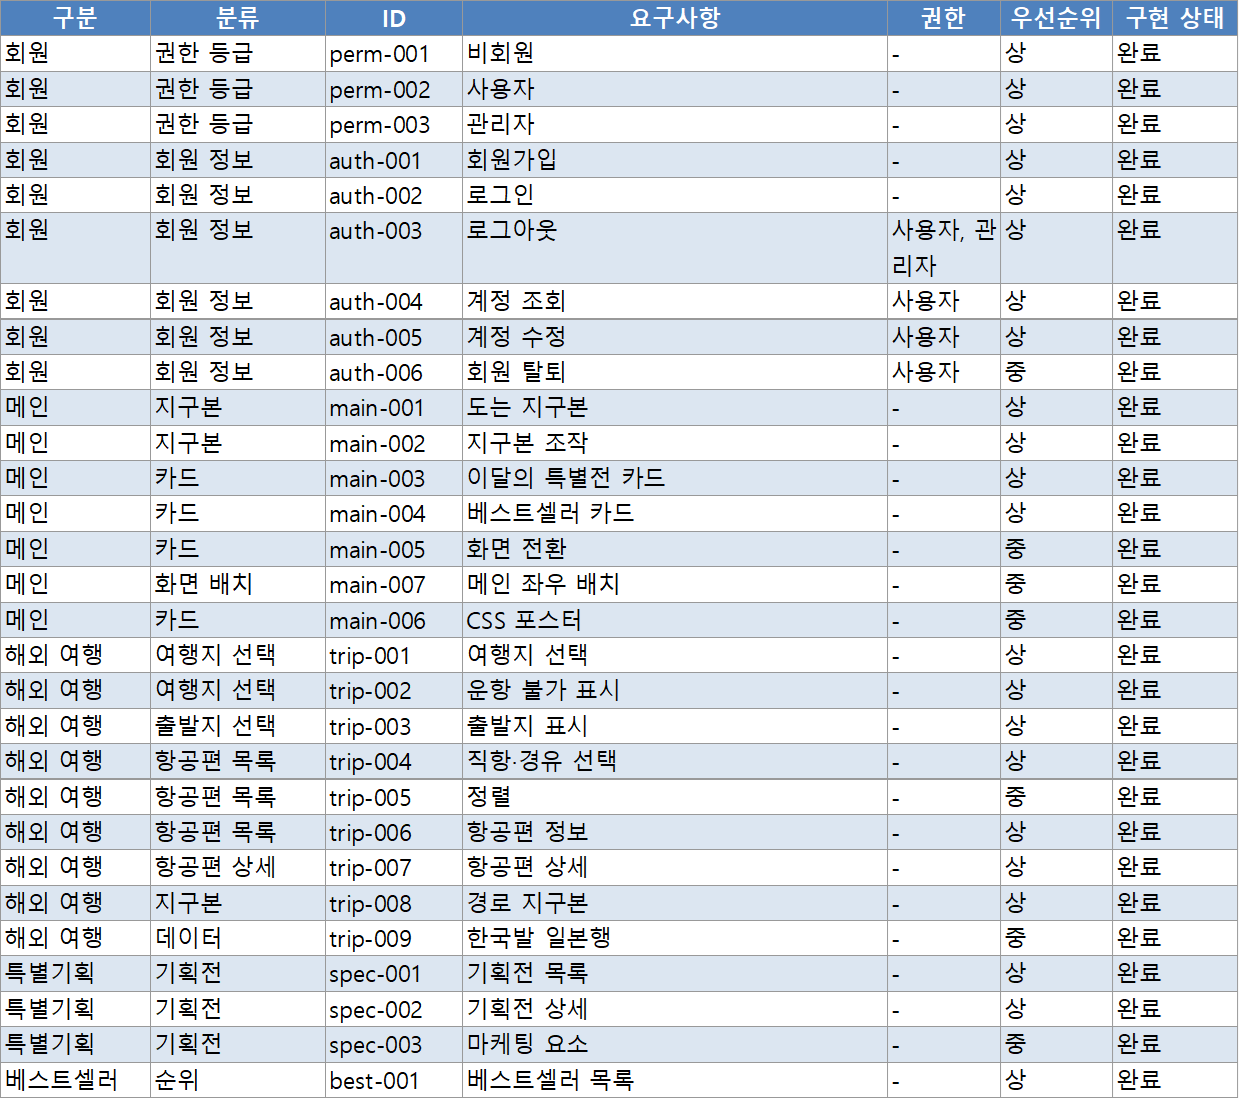 구분 분류 ID 요구사항 권한 우선순위 구현 상태
회원 권한 등급 perm-001 비회원 - 상 완료
회원 권한 등급 perm-002 사용자 - 상 완료
회원 권한 등급 perm-003 관리자 - 상 완료
회원 회원 정보 auth-001 회원가입 - 상 완료
회원 회원 정보 auth-002 로그인 - 상 완료
회원 회원 정보 auth-003 로그아웃 사용자, 관 상 완료
리자
회원 회원 정보 auth-004 계정 조회 사용자 상 완료
회원 회원 정보 auth-005 계정 수정 사용자 상 완료
회원 회원 정보 auth-006 회원 탈퇴 사용자 중 완료
메인 지구본 main-001 도는 지구본 - 상 완료
메인 지구본 main-002 지구본 조작 - 상 완료
메인 카드 main-003 이달의 특별전 카드 - 상 완료
메인 카드 main-004 베스트셀러 카드 - 상 완료
메인 카드 main-005 화면 전환 - 중 완료
메인 화면 배치 main-007 메인 좌우 배치 - 중 완료
메인 카드 main-006 CSS 포스터 - 중 완료
해외 여행 여행지 선택 trip-001 여행지 선택 - 상 완료
해외 여행 여행지 선택 trip-002 운항 불가 표시 - 상 완료
해외 여행 출발지 선택 trip-003 출발지 표시 - 상 완료
해외 여행 항공편 목록 trip-004 직항·경유 선택 - 상 완료
해외 여행 항공편 목록 trip-005 정렬 - 중 완료
해외 여행 항공편 목록 trip-006 항공편 정보 - 상 완료
해외 여행 항공편 상세 trip-007 항공편 상세 - 상 완료
해외 여행 지구본 trip-008 경로 지구본 - 상 완료
해외 여행 데이터 trip-009 한국발 일본행 - 중 완료
특별기획 기획전 spec-001 기획전 목록 - 상 완료
특별기획 기획전 spec-002 기획전 상세 - 상 완료
특별기획 기획전 spec-003 마케팅 요소 - 중 완료
베스트셀러 순위 best-001 베스트셀러 목록 - 상 완료